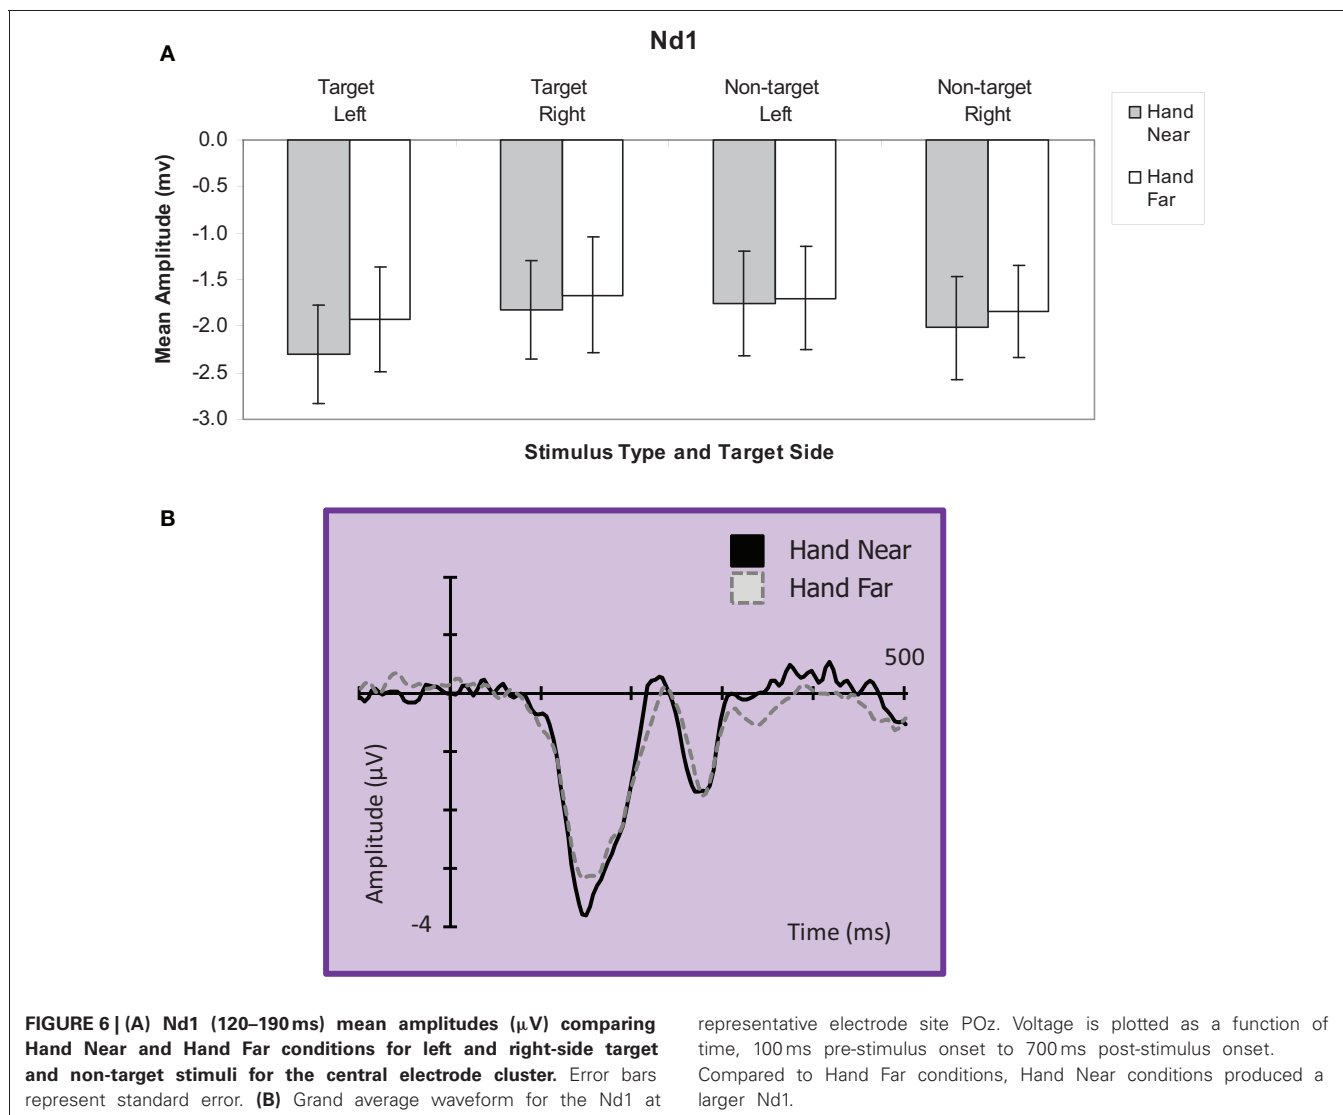 A
Nd1
Target
Left
Target
Right
Non-target
Left
Non-target
Right
Hand
Near
Hand
Far
Mean Amplitude (mv)
0.0
-0.5
-1.0
-1.5
-2.0
-2.5
-3.0
Stimulus Type and Target Side
B
Hand Near
Hand Far
500
Amplitude (μV)
-4
Time (ms)
FIGURE 6 | (A) Nd1 (120–190 ms) mean amplitudes (μV) comparing
Hand Near and Hand Far conditions for left and right-side target
and non-target stimuli for the central electrode cluster. Error bars
represent standard error. (B) Grand average waveform for the Nd1 at
representative electrode site POz. Voltage is plotted as a function of
time, 100 ms pre-stimulus onset to 700 ms post-stimulus onset.
Compared to Hand Far conditions, Hand Near conditions produced a
larger Nd1.